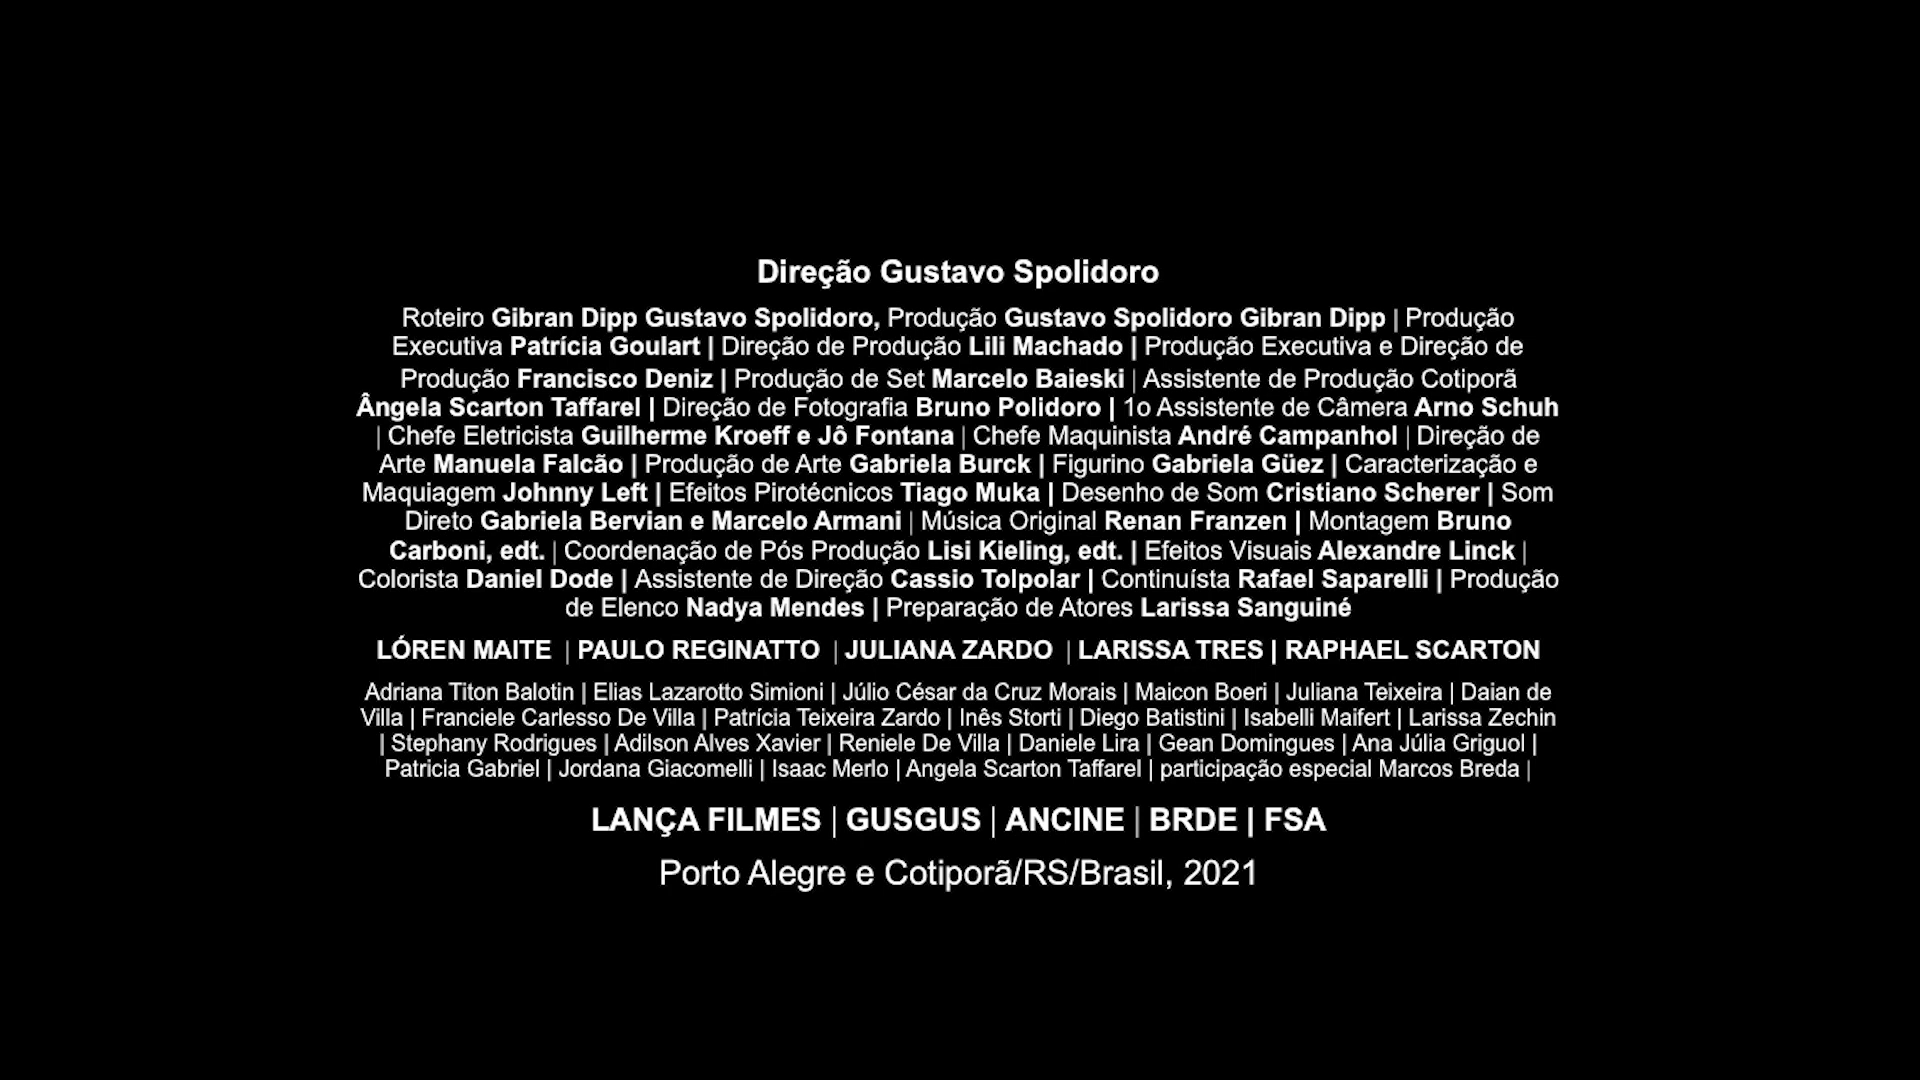 Direção Gustavo Spolidoro
Roteiro Gibran Dipp Gustavo Spolidoro, Produção Gustavo Spolidoro Gibran Dipp | Produção
Executiva Patrícia Goulart | Direção de Produção Lili Machado | Produção Executiva e Direção de
Produção Francisco Deniz | Produção de Set Marcelo Baieski | Assistente de Produção Cotiporã
Ângela Scarton Taffarel | Direção de Fotografia Bruno Polidoro | 1o Assistente de Câmera Arno Schuh
| Chefe Eletricista Guilherme Kroeff e Jô Fontana | Chefe Maquinista André Campanhol | Direção de
Arte Manuela Falcão | Produção de Arte Gabriela Burck | Figurino Gabriela Güez | Caracterização e
Maquiagem Johnny Left | Efeitos Pirotécnicos Tiago Muka | Desenho de Som Cristiano Scherer | Som
Direto Gabriela Bervian e Marcelo Armani | Música Original Renan Franzen | Montagem Bruno
Carboni, edt. | Coordenação de Pós Produção Lisi Kieling, edt. | Efeitos Visuais Alexandre Linck |
Colorista Daniel Dode | Assistente de Direção Cassio Tolpolar | Continuísta Rafael Saparelli | Produção
de Elenco Nadya Mendes | Preparação de Atores Larissa Sanguiné
LÓREN MAITE | PAULO REGINATTO | JULIANA ZARDO | LARISSA TRES | RAPHAEL SCARTON
Adriana Titon Balotin | Elias Lazarotto Simioni | Júlio César da Cruz Morais | Maicon Boeri | Juliana Teixeira | Daian de
Villa | Franciele Carlesso De Villa | Patrícia Teixeira Zardo | Inês Storti | Diego Batistini | Isabelli Maifert | Larissa Zechin
| Stephany Rodrigues | Adilson Alves Xavier | Reniele De Villa | Daniele Lira | Gean Domingues | Ana Júlia Griguol |
Patricia Gabriel | Jordana Giacomelli | Isaac Merlo | Angela Scarton Taffarel | participação especial Marcos Breda |
LANÇA FILMES | GUSGUS | ANCINE | BRDE | FSA
Porto Alegre e Cotiporã/RS/Brasil, 2021